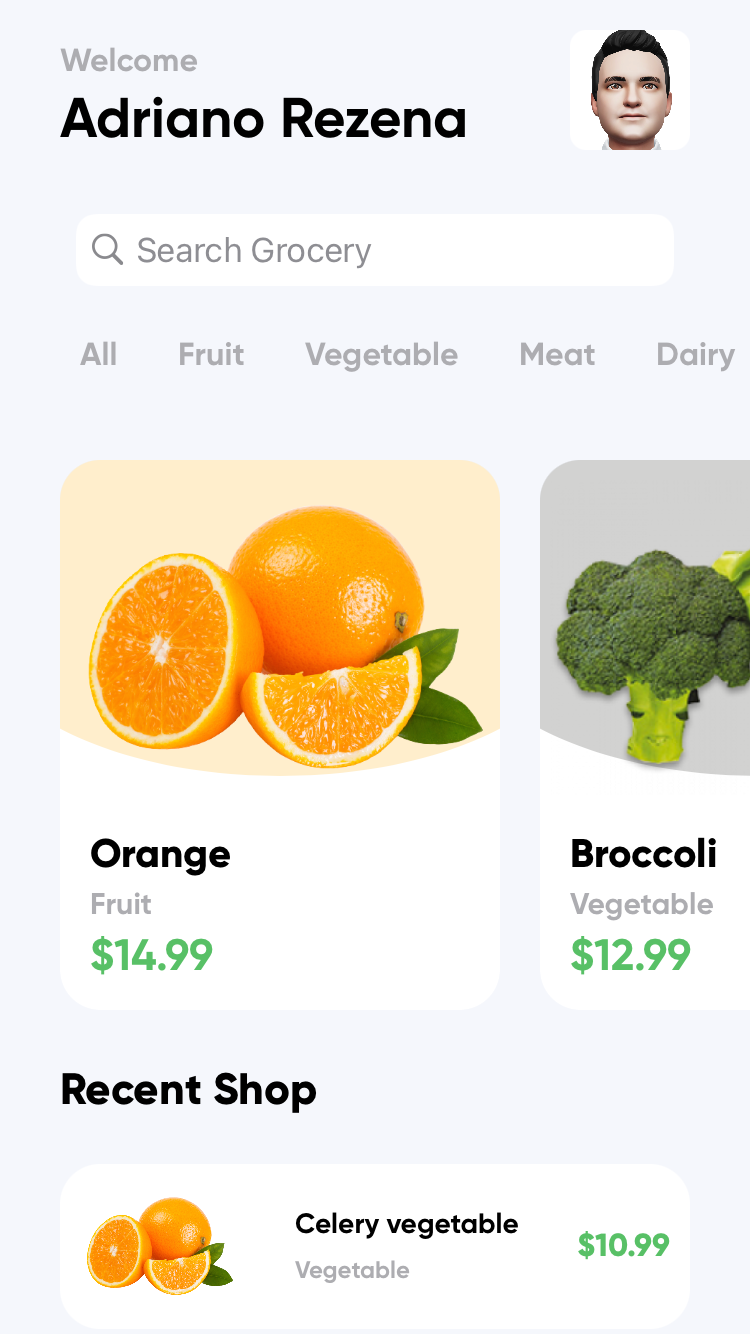 Welcome
Adriano Rezena
Search Grocery
All Fruit Vegetable Meat Dairy
Orange
Fruit
$14.99
Broccoli
Vegetable
$12.99
Recent Shop
Celery vegetable
Vegetable
$10.99